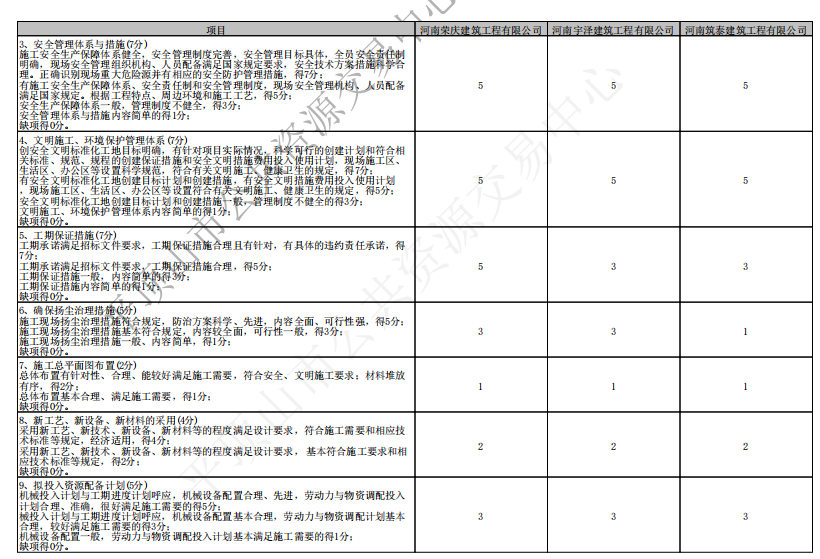 项目 河南荣庆建筑工程有限公司 河南宇泽建筑工程有限公司 河南筑泰建筑工程有限公司
3、安全管理体系与措施(7分)
施工安全生产保障体系健全，安全管理制度完善，安全管理目标具体，全员安全责任制
明确，现场安全管理组织机构、人员配备满足国家规定要求，安全技术方案措施科学合
理。正确识别现场重大危险源并有相应的安全防护管理措施，得7分；
有施工安全生产保障体系、安全责任制和安全管理制度，现场安全管理机构、人员配备
满足国家规定。根据工程特点、周边环境和施工工艺，得5分；
安全生产保障体系一般，管理制度不健全，得3分；
安全管理体系与措施内容简单的得1分；
缺项得0分。
5 5 5
4、文明施工、环境保护管理体系(7分)
创安全文明标准化工地目标明确，有针对项目实际情况，科学可行的创建计划和符合相
关标准、规范、规程的创建保证措施和安全文明措施费用投入使用计划，现场施工区、
生活区、办公区等设置科学规范，符合有关文明施工、健康卫生的规定，得7分；
有安全文明标准化工地创建目标计划和创建措施，有安全文明措施费用投入使用计划
，现场施工区、生活区、办公区等设置符合有关文明施工、健康卫生的规定，得5分；
安全文明标准化工地创建目标计划和创建措施一般，管理制度不健全的得3分；
文明施工、环境保护管理体系内容简单的得1分；
缺项得0分。
5 5 5
5、工期保证措施(7分)
工期承诺满足招标文件要求，工期保证措施合理且有针对，有具体的违约责任承诺，得
7分；
工期承诺满足招标文件要求，工期保证措施合理，得5分；
工期保证措施一般，内容简单的得3分；
工期保证措施内容简单的得1分；
缺项得0分。
5 3 3
6、确保扬尘治理措施(5分)
施工现场扬尘治理措施符合规定，防治方案科学、先进，内容全面、可行性强，得5分；
施工现场扬尘治理措施基本符合规定，内容较全面，可行性一般，得3分；
施工现场扬尘治理措施一般、内容简单，得1分；
缺项得0分。
3 3 1
7、施工总平面图布置(2分)
总体布置有针对性、合理、能较好满足施工需要，符合安全、文明施工要求；材料堆放
有序，得2分；
总体布置基本合理、满足施工需要，得1分；
缺项得0分。
1 1 1
8、新工艺、新设备、新材料的采用(4分)
采用新工艺、新技术、新设备、新材料等的程度满足设计要求，符合施工需要和相应技
术标准等规定，经济适用，得4分；
采用新工艺、新技术、新设备、新材料等的程度满足设计要求， 基本符合施工要求和相
应技术标准等规定，得2分；
缺项得0分。
2 2 2
9、拟投入资源配备计划(5分)
机械投入计划与工期进度计划呼应，机械设备配置合理、先进，劳动力与物资调配投入
计划合理、准确，很好满足施工需要的得5分；
械投入计划与工期进度计划呼应，机械设备配置基本合理，劳动力与物资调配计划基本
合理，较好满足施工需要的得3分；
机械设备配置一般，劳动力与物资调配投入计划基本满足施工需要的得1分；
缺项得0分。
3 3 3
平顶山市公共资源交易中心
平顶山市公共资源交易中心